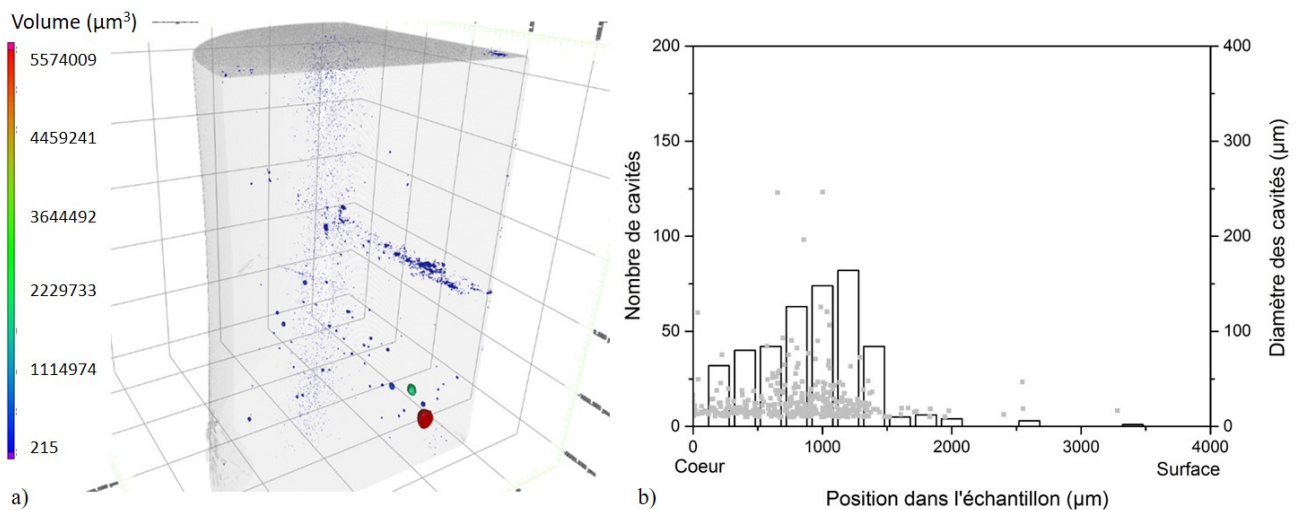 Volume (µm³)
5574009
4459241
3644492
2229733
1114974
215
a)
b)
200
150
100
50
0
Nombre de cavités
400
300
200
100
0
Diamètre des cavités (µm)
0
1000
2000
3000
4000
Coeur
Surface
Position dans l'échantillon (µm)